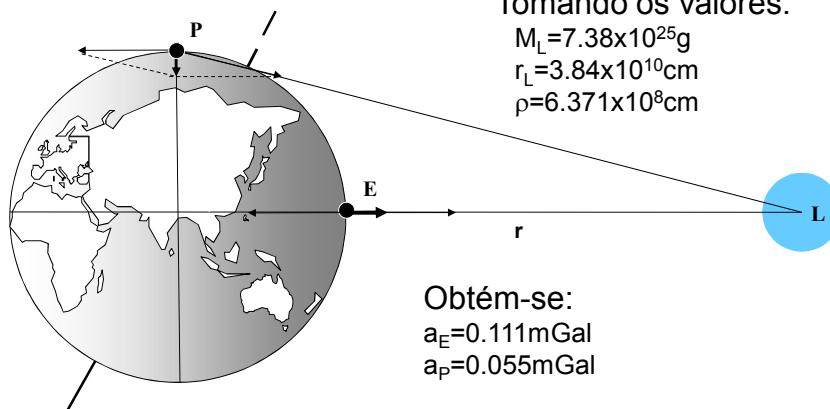 Tomando os valores:
M_L=7.38x10^25g
r_L=3.84x10^10cm
ρ=6.371x10^8cm
P
E
L
r
Obtém-se:
a_E=0.111mGal
a_P=0.055mGal